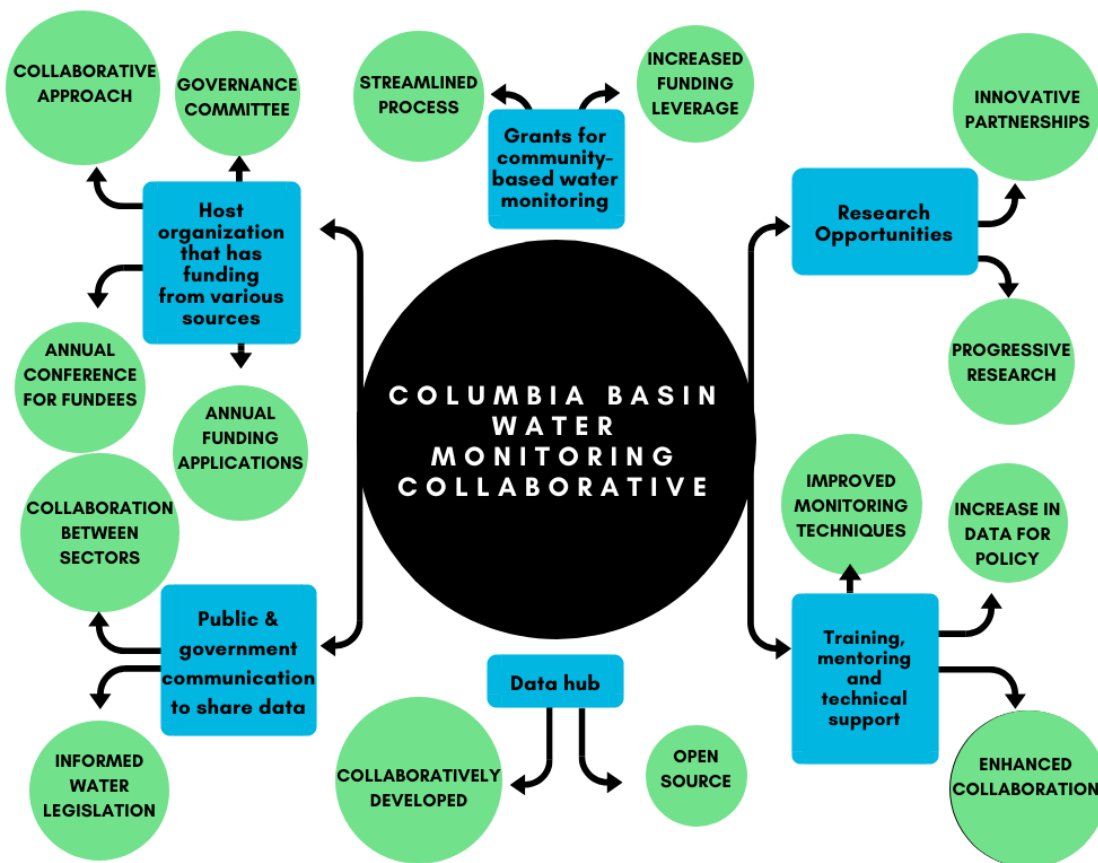 COLLABORATIVE
APPROACH
GOVERNANCE
COMMITTEE
STREAMLINED
PROCESS
INCREASED
FUNDING
LEVERAGE
INNOVATIVE
PARTNERSHIPS
Grants for
community-
based water
monitoring
Host
organization
that has
funding
from various
sources
Research
Opportunities
ANNUAL
CONFERENCE
FOR FUNDEES
ANNUAL
FUNDING
APPLICATIONS
PROGRESSIVE
RESEARCH
COLUMBIA BASIN
WATER
MONITORING
COLLABORATIVE
COLLABORATION
BETWEEN
SECTORS
IMPROVED
MONITORING
TECHNIQUES
INCREASE IN
DATA FOR
POLICY
Public &
government
communication
to share data
Data hub
Training,
mentoring
and
technical
support
INFORMED
WATER
LEGISLATION
COLLABORATIVELY
DEVELOPED
OPEN
SOURCE
ENHANCED
COLLABORATION